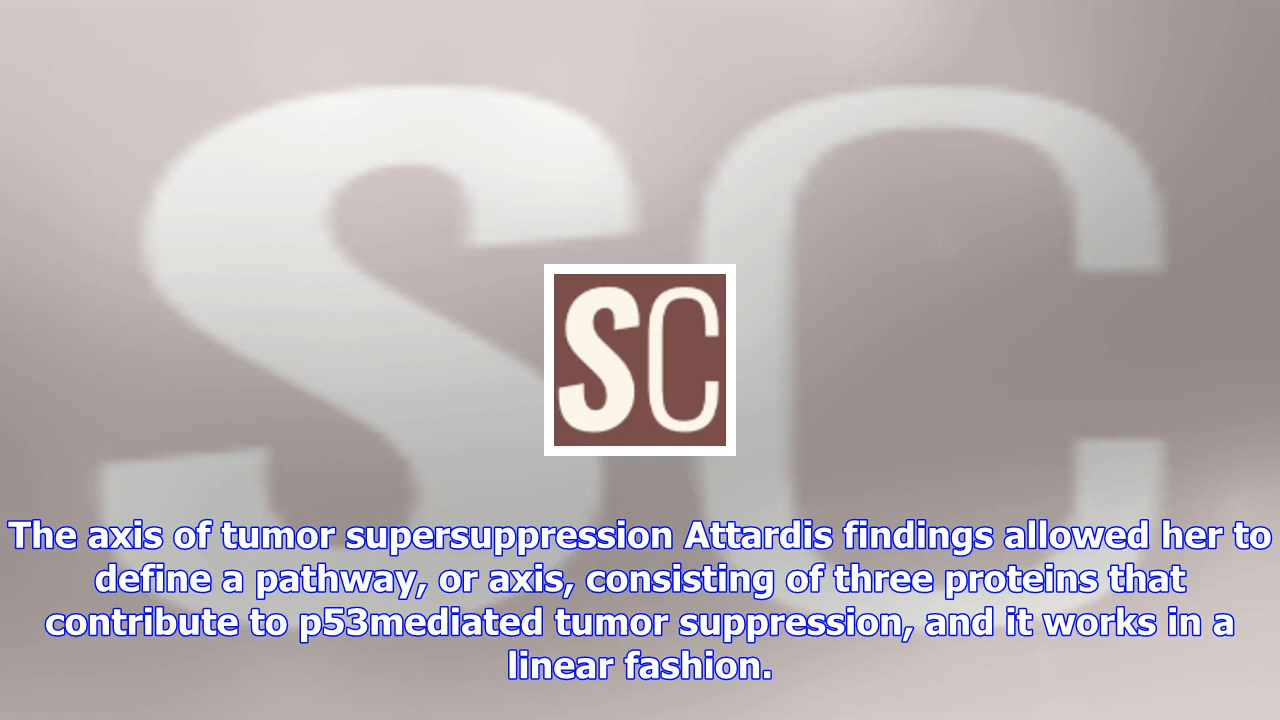 SC
SC
The axis of tumor supersuppression Attardis findings allowed her to
define a pathway, or axis, consisting of three proteins that
contribute to p53mediated tumor suppression, and it works in a
linear fashion.